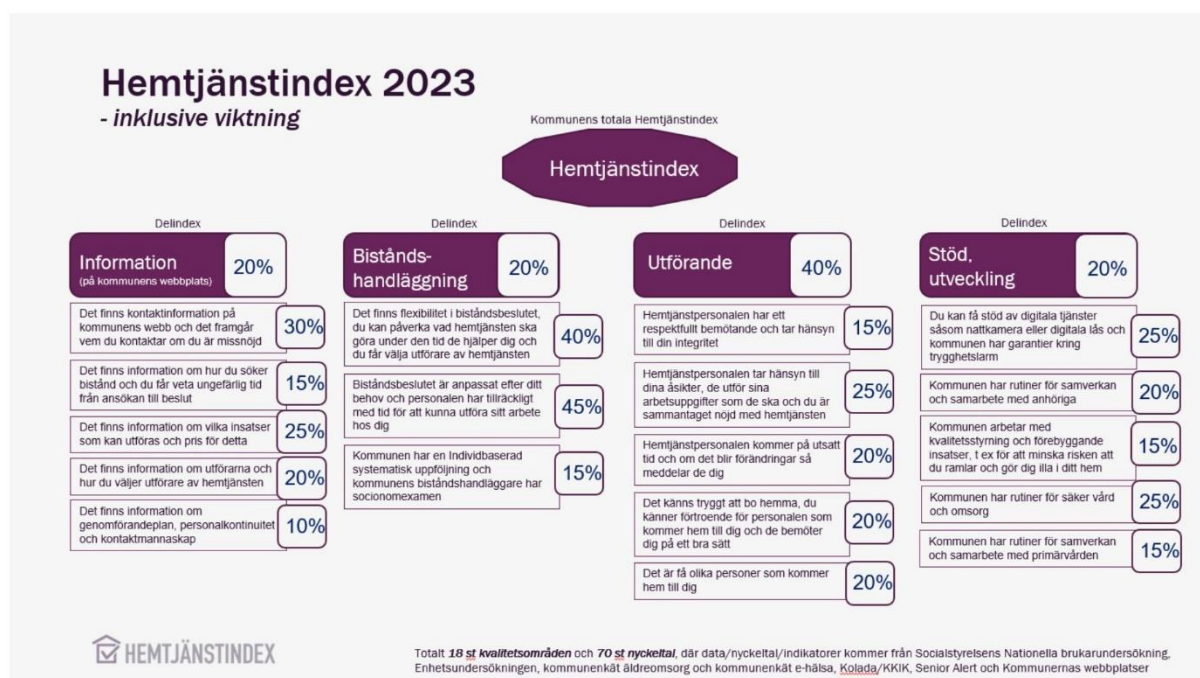 Hemtjänstindex 2023
- inklusive viktning
Kommunens totala Hemtjänstindex
Hemtjänstindex
Delindex
Information
(på kommunens webbplats)
20%
Det finns kontaktinformation på
kommunens webb och det framgår
vem du kontaktar om du är missnöjd
30%
Det finns information om hur du söker
bistånd och du får veta ungefärlig tid
från ansökan till beslut
15%
Det finns information om vilka insatser
som kan utföras och pris för detta
25%
Det finns information om utförarna och
hur du väljer utförare av hemtjänsten
20%
Det finns information om
genomförandeplan, personalkontinuitet
och kontaktmannaskap
10%
Delindex
Bistånds-
handläggning
20%
Det finns flexibilitet i biståndsbeslutet,
du kan påverka vad hemtjänsten ska
göra under den tid de hjälper dig och
du får välja utförare av hemtjänsten
40%
Biståndsbeslutet är anpassat efter ditt
behov och personalen har tillräckligt
med tid för att kunna utföra sitt arbete
hos dig
45%
Kommunen har en Individbaserad
systematisk uppföljning och
kommunens biståndshandläggare har
socionomexamen
15%
Delindex
Utförande
40%
Hemtjänstpersonalen har ett
respektfullt bemötande och tar hänsyn
till din integritet
15%
Hemtjänstpersonalen tar hänsyn till
dina åsikter, de utför sina
arbetsuppgifter som de ska och du är
sammantaget nöjd med hemtjänsten
25%
Hemtjänstpersonalen kommer på utsatt
tid och om det blir förändringar så
meddelar de dig
20%
Det känns tryggt att bo hemma, du
känner förtroende för personalen som
kommer hem till dig och de bemöter
dig på ett bra sätt
20%
Det är få olika personer som kommer
hem till dig
20%
Delindex
Stöd,
utveckling
20%
Du kan få stöd av digitala tjänster
såsom nattkamera eller digitala lås och
kommunen har garantier kring
trygghetslarm
25%
Kommunen har rutiner för samverkan
och samarbete med anhöriga
20%
Kommunen arbetar med
kvalitetsstyrning och förebyggande
insatser, t ex för att minska risken att
du ramlar och gör dig illa i ditt hem
15%
Kommunen har rutiner för säker vård
och omsorg
25%
Kommunen har rutiner för samverkan
och samarbete med primärvården
15%
HEMTJÄNSTINDEX
Totalt 18 st kvalitetsområden och 70 st nyckeltal, där data/nyckeltal/indikatorer kommer från Socialstyrelsens Nationella brukarundersökning,
Enhetsundersökningen, kommunenkät äldreomsorg och kommunenkät e-hälsa, Kolada/KKIK, Senior Alert och Kommunernas webbplatser